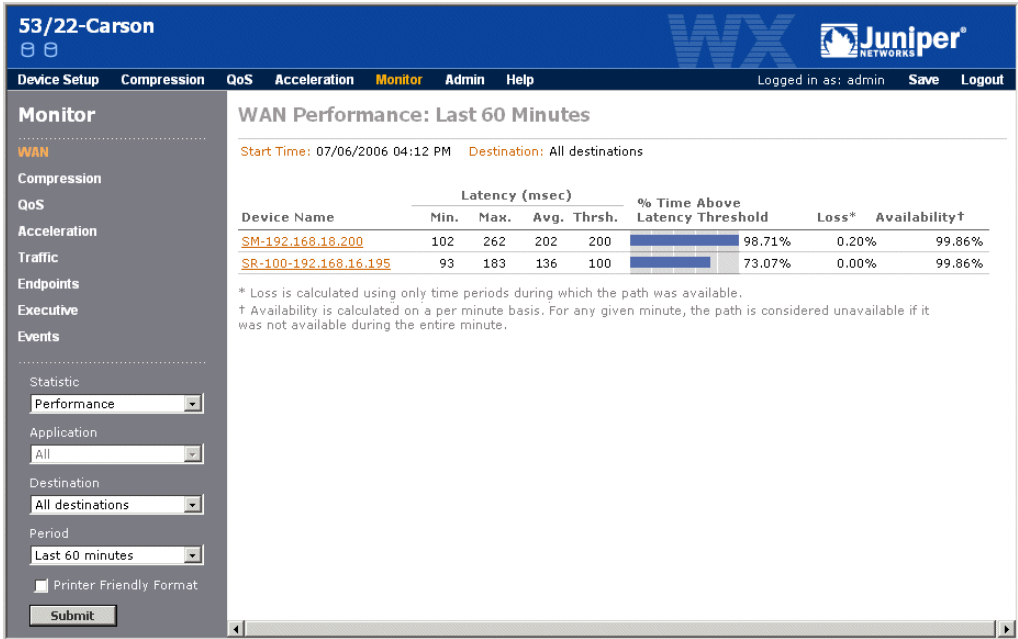 53/22-Carson
WX
Juniper®
NETWORKS
Device Setup Compression QoS Acceleration Monitor Admin Help Logged in as: admin Save Logout
Monitor
WAN
Compression
QoS
Acceleration
Traffic
Endpoints
Executive
Events
Statistic
Performance
Application
All
Destination
All destinations
Period
Last 60 minutes
Printer Friendly Format
Submit
WAN Performance: Last 60 Minutes
Start Time: 07/06/2006 04:12 PM Destination: All destinations
Latency (msec) % Time Above
Device Name Min. Max. Avg. Thrsh. Latency Threshold Loss* Availability†
SM-192.168.18.200 102 262 202 200 98.71% 0.20% 99.86%
SR-100-192.168.16.195 93 183 136 100 73.07% 0.00% 99.86%
* Loss is calculated using only time periods during which the path was available.
† Availability is calculated on a per minute basis. For any given minute, the path is considered unavailable if it
was not available during the entire minute.